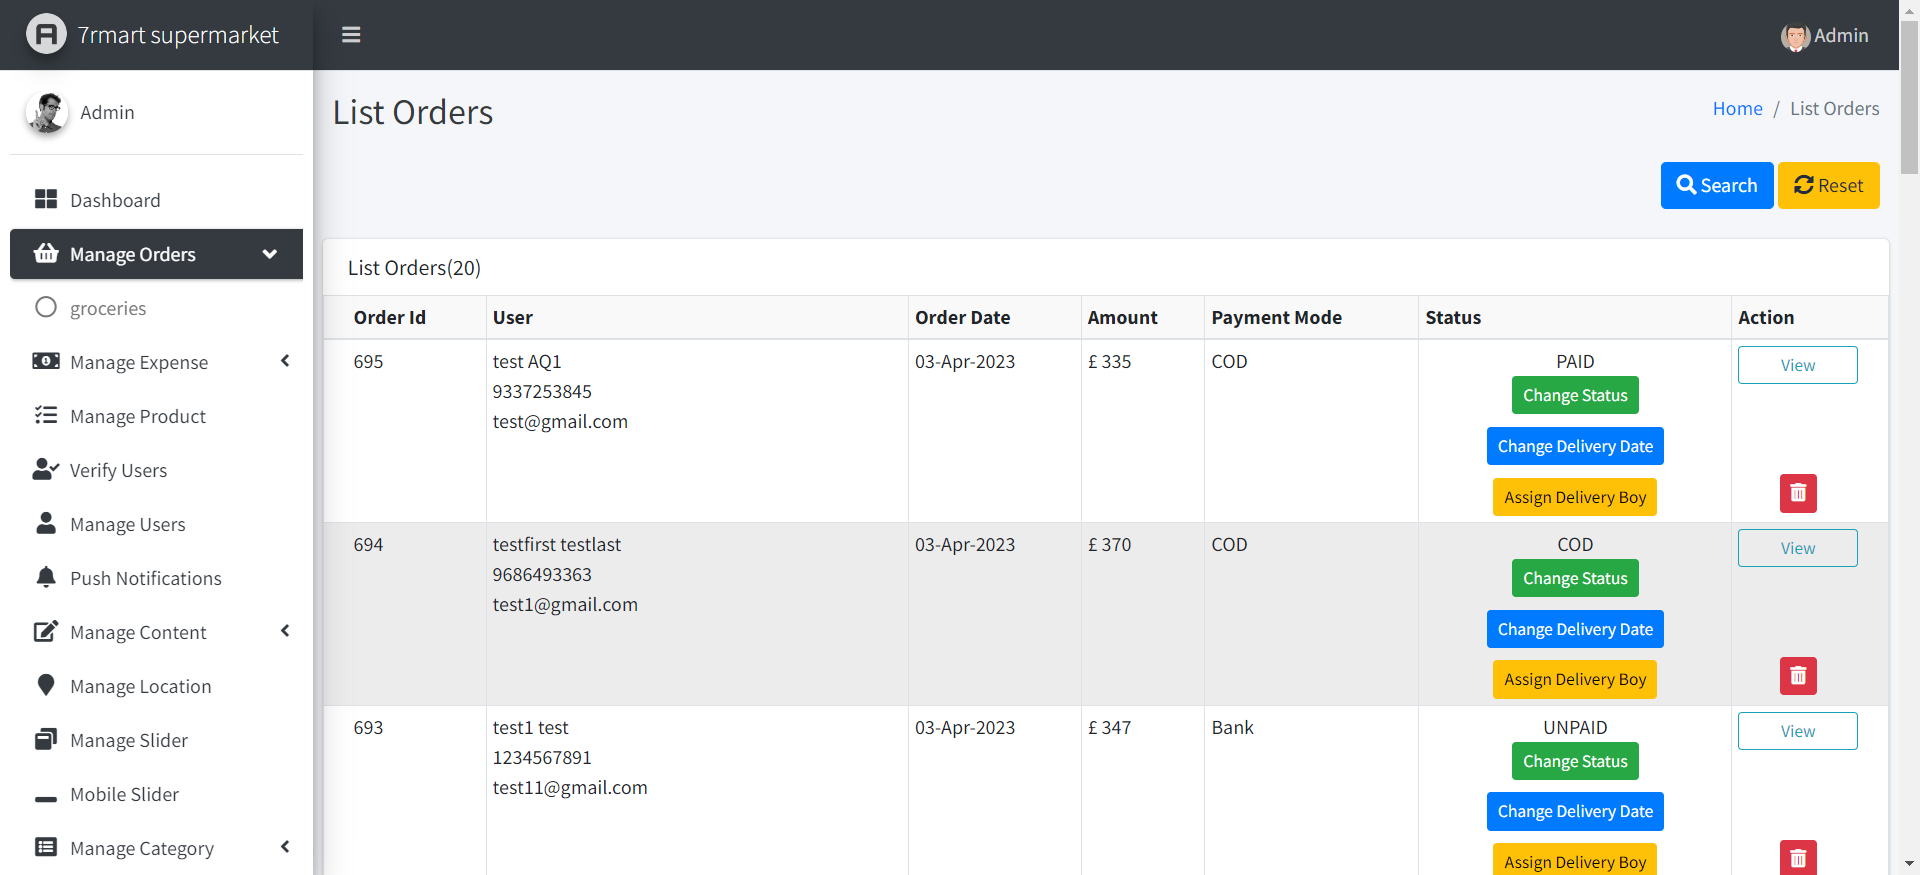 7rmart supermarket
Admin
Admin
Dashboard
Manage Orders
groceries
Manage Expense
Manage Product
Verify Users
Manage Users
Push Notifications
Manage Content
Manage Location
Manage Slider
Mobile Slider
Manage Category
List Orders
Home / List Orders
Search
Reset
List Orders(20)
Order Id User Order Date Amount Payment Mode Status Action
695 test AQ1 03-Apr-2023 £ 335 COD PAID View
9337253845
test@gmail.com
Change Status
Change Delivery Date
Assign Delivery Boy
694 testfirst testlast 03-Apr-2023 £ 370 COD COD View
9686493363
test1@gmail.com
Change Status
Change Delivery Date
Assign Delivery Boy
693 test1 test 03-Apr-2023 £ 347 Bank UNPAID View
1234567891
test11@gmail.com
Change Status
Change Delivery Date
Assign Delivery Boy